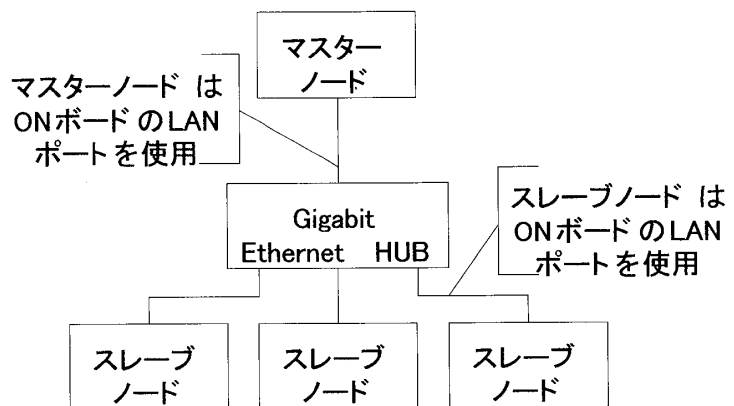 マスター
ノード
マスターノード は
ONボード のLAN
ポート を使用
Gigabit
Ethernet HUB
スレーブノード は
ONボード のLAN
ポート を使用
スレーブ
ノード
スレーブ
ノード
スレーブ
ノード